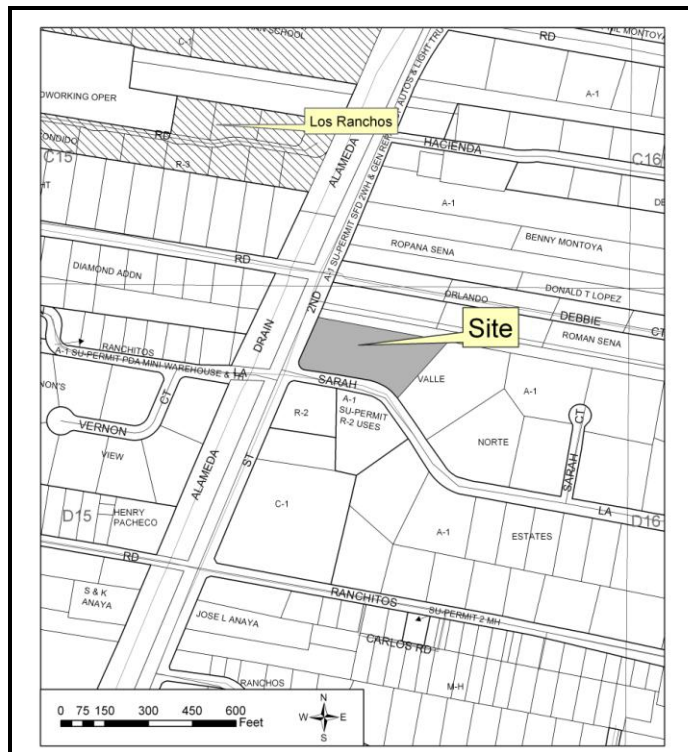 C-1
RD
A-1
Los Ranchos
RD
R-3
C15
ALAMEDA
HACIENDA
C16
A-1
BENNY MONTOYA
ROPANA SENA
RD
DIAMOND ADDN
DONALD T LOPEZ
ORLANDO
DEBBIE
CT
ROMAN SENA
2ND
DRAIN
Site
RANCHITOS
A-1 SU-PERMIT PDA MINI WAREHOUSE & TR
LA
SARAH
VALLE
A-1
A-1
SU-PERMIT
R-2 USES
R-2
CT
VERNON
VIEW
NORTE
CT
SARAH
ST
ALAMEDA
C-1
LA
D15
HENRY
PACHECO
D16
A-1
ESTATES
RD
S & K
ANAYA
RANCHITOS
SU-PERMIT 2 MH
JOSE L ANAYA
CARLOS RD
RANCHOS
M-H
N
W
E
S
0 75 150 300 450 600
Feet